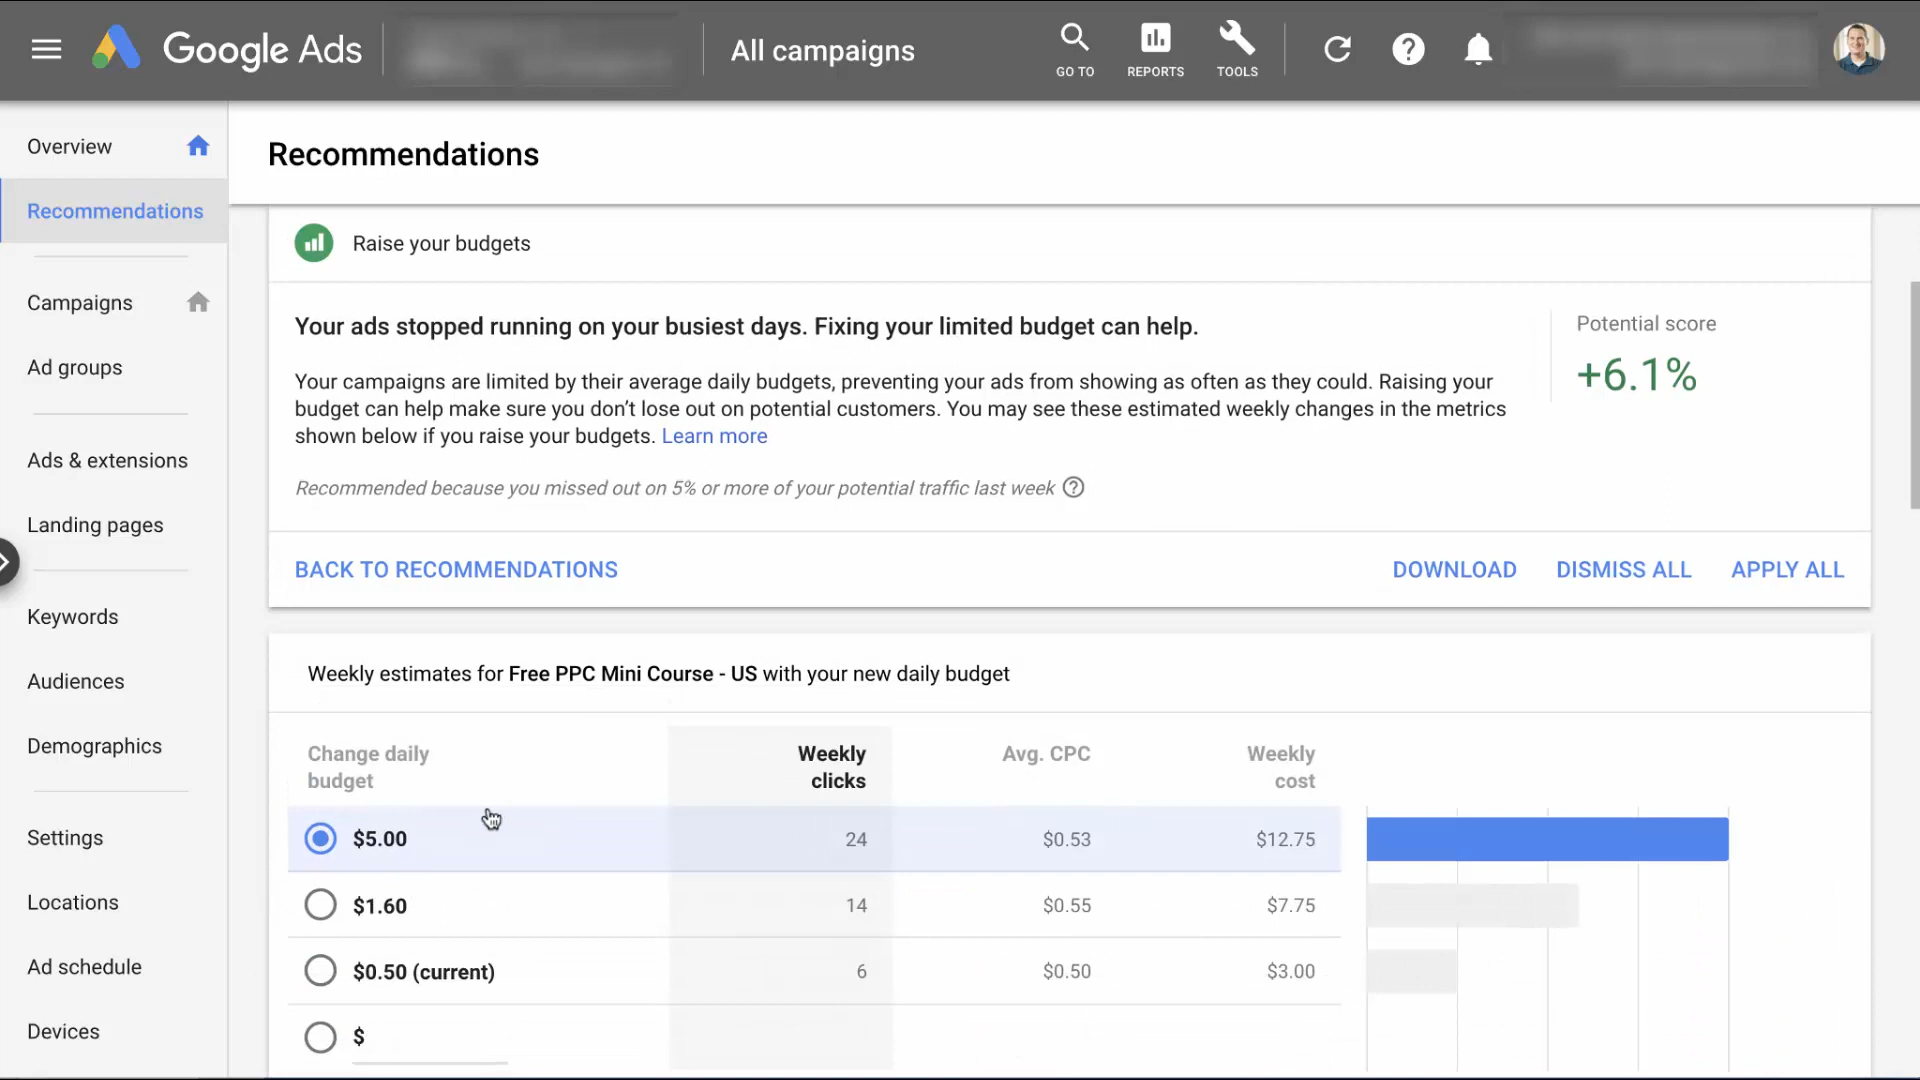 Google Ads
All campaigns
GO TO
REPORTS
TOOLS
Overview
Recommendations
Campaigns
Ad groups
Ads & extensions
Landing pages
Keywords
Audiences
Demographics
Settings
Locations
Ad schedule
Devices
Recommendations
Raise your budgets
Your ads stopped running on your busiest days. Fixing your limited budget can help.
Your campaigns are limited by their average daily budgets, preventing your ads from showing as often as they could. Raising your
budget can help make sure you don't lose out on potential customers. You may see these estimated weekly changes in the metrics
shown below if you raise your budgets. Learn more
Recommended because you missed out on 5% or more of your potential traffic last week
Potential score
+6.1%
BACK TO RECOMMENDATIONS
DOWNLOAD
DISMISS ALL
APPLY ALL
Weekly estimates for Free PPC Mini Course - US with your new daily budget
Change daily
budget
Weekly
clicks
Avg. CPC
Weekly
cost
$5.00 24 $0.53 $12.75
$1.60 14 $0.55 $7.75
$0.50 (current) 6 $0.50 $3.00
$